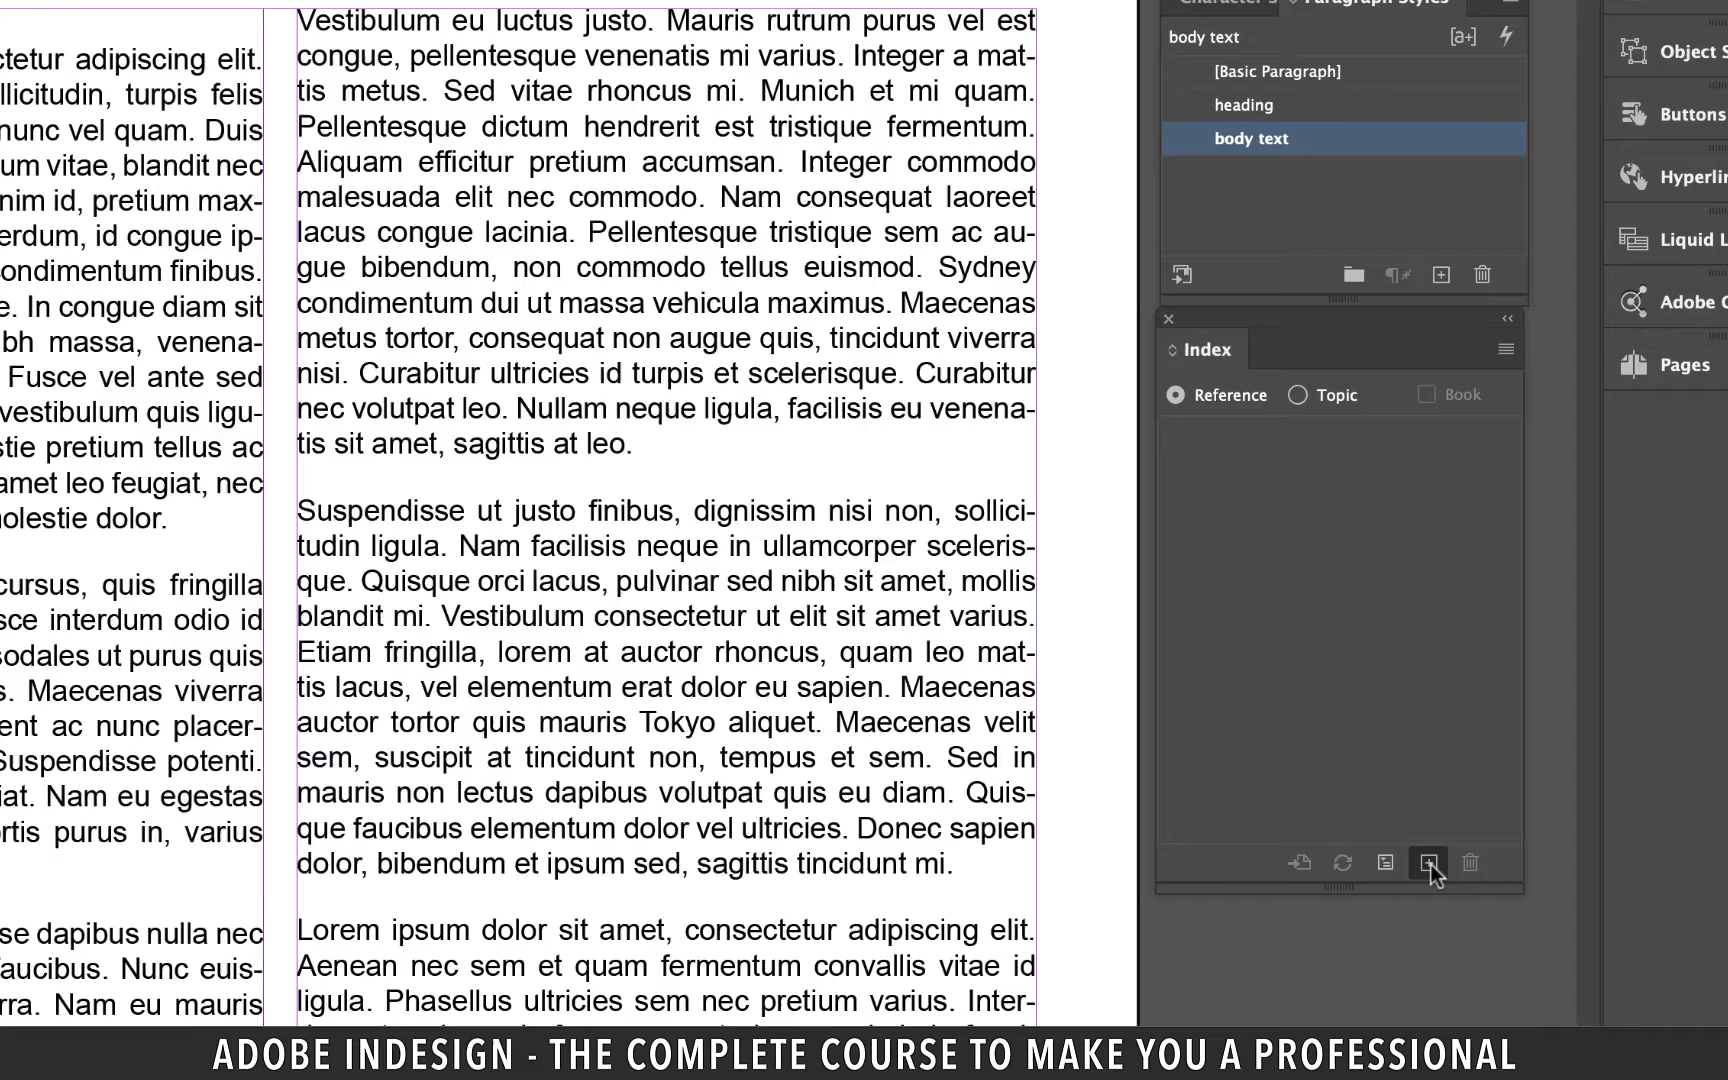 ctetur adipiscing elit.
llicitudin, turpis felis
nunc vel quam. Duis
um vitae, blandit nec
nim id, pretium max-
erdum, id congue ip-
condimentum finibus.
e. In congue diam sit
bh massa, venena-
Fusce vel ante sed
vestibulum quis ligu-
stie pretium tellus ac
amet leo feugiat, nec
nolestie dolor.
cursus, quis fringilla
sce interdum odio id
sodales ut purus quis
s. Maecenas viverra
ent ac nunc placer-
Suspendisse potenti.
iat. Nam eu egestas
rtis purus in, varius
se dapibus nulla nec
faucibus. Nunc euis-
rra. Nam eu mauris
Vestibulum eu luctus justo. Mauris rutrum purus vel est
congue, pellentesque venenatis mi varius. Integer a mat-
tis metus. Sed vitae rhoncus mi. Munich et mi quam.
Pellentesque dictum hendrerit est tristique fermentum.
Aliquam efficitur pretium accumsan. Integer commodo
malesuada elit nec commodo. Nam consequat laoreet
lacus congue lacinia. Pellentesque tristique sem ac au-
gue bibendum, non commodo tellus euismod. Sydney
condimentum dui ut massa vehicula maximus. Maecenas
metus tortor, consequat non augue quis, tincidunt viverra
nisi. Curabitur ultricies id turpis et scelerisque. Curabitur
nec volutpat leo. Nullam neque ligula, facilisis eu venena-
tis sit amet, sagittis at leo.
Suspendisse ut justo finibus, dignissim nisi non, sollici-
tudin ligula. Nam facilisis neque in ullamcorper sceleris-
que. Quisque orci lacus, pulvinar sed nibh sit amet, mollis
blandit mi. Vestibulum consectetur ut elit sit amet varius.
Etiam fringilla, lorem at auctor rhoncus, quam leo mat-
tis lacus, vel elementum erat dolor eu sapien. Maecenas
auctor tortor quis mauris Tokyo aliquet. Maecenas velit
sem, suscipit at tincidunt non, tempus et sem. Sed in
mauris non lectus dapibus volutpat quis eu diam. Quis-
que faucibus elementum dolor vel ultricies. Donec sapien
dolor, bibendum et ipsum sed, sagittis tincidunt mi.
Lorem ipsum dolor sit amet, consectetur adipiscing elit.
Aenean nec sem et quam fermentum convallis vitae id
ligula. Phasellus ultricies sem nec pretium varius. Inter-
Character S Paragraph Styles
body text [a+]
[Basic Paragraph]
heading
body text
Index
Reference Topic Book
Object S
Buttons
Hyperlin
Liquid L
Adobe C
Pages
ADOBE INDESIGN - THE COMPLETE COURSE TO MAKE YOU A PROFESSIONAL